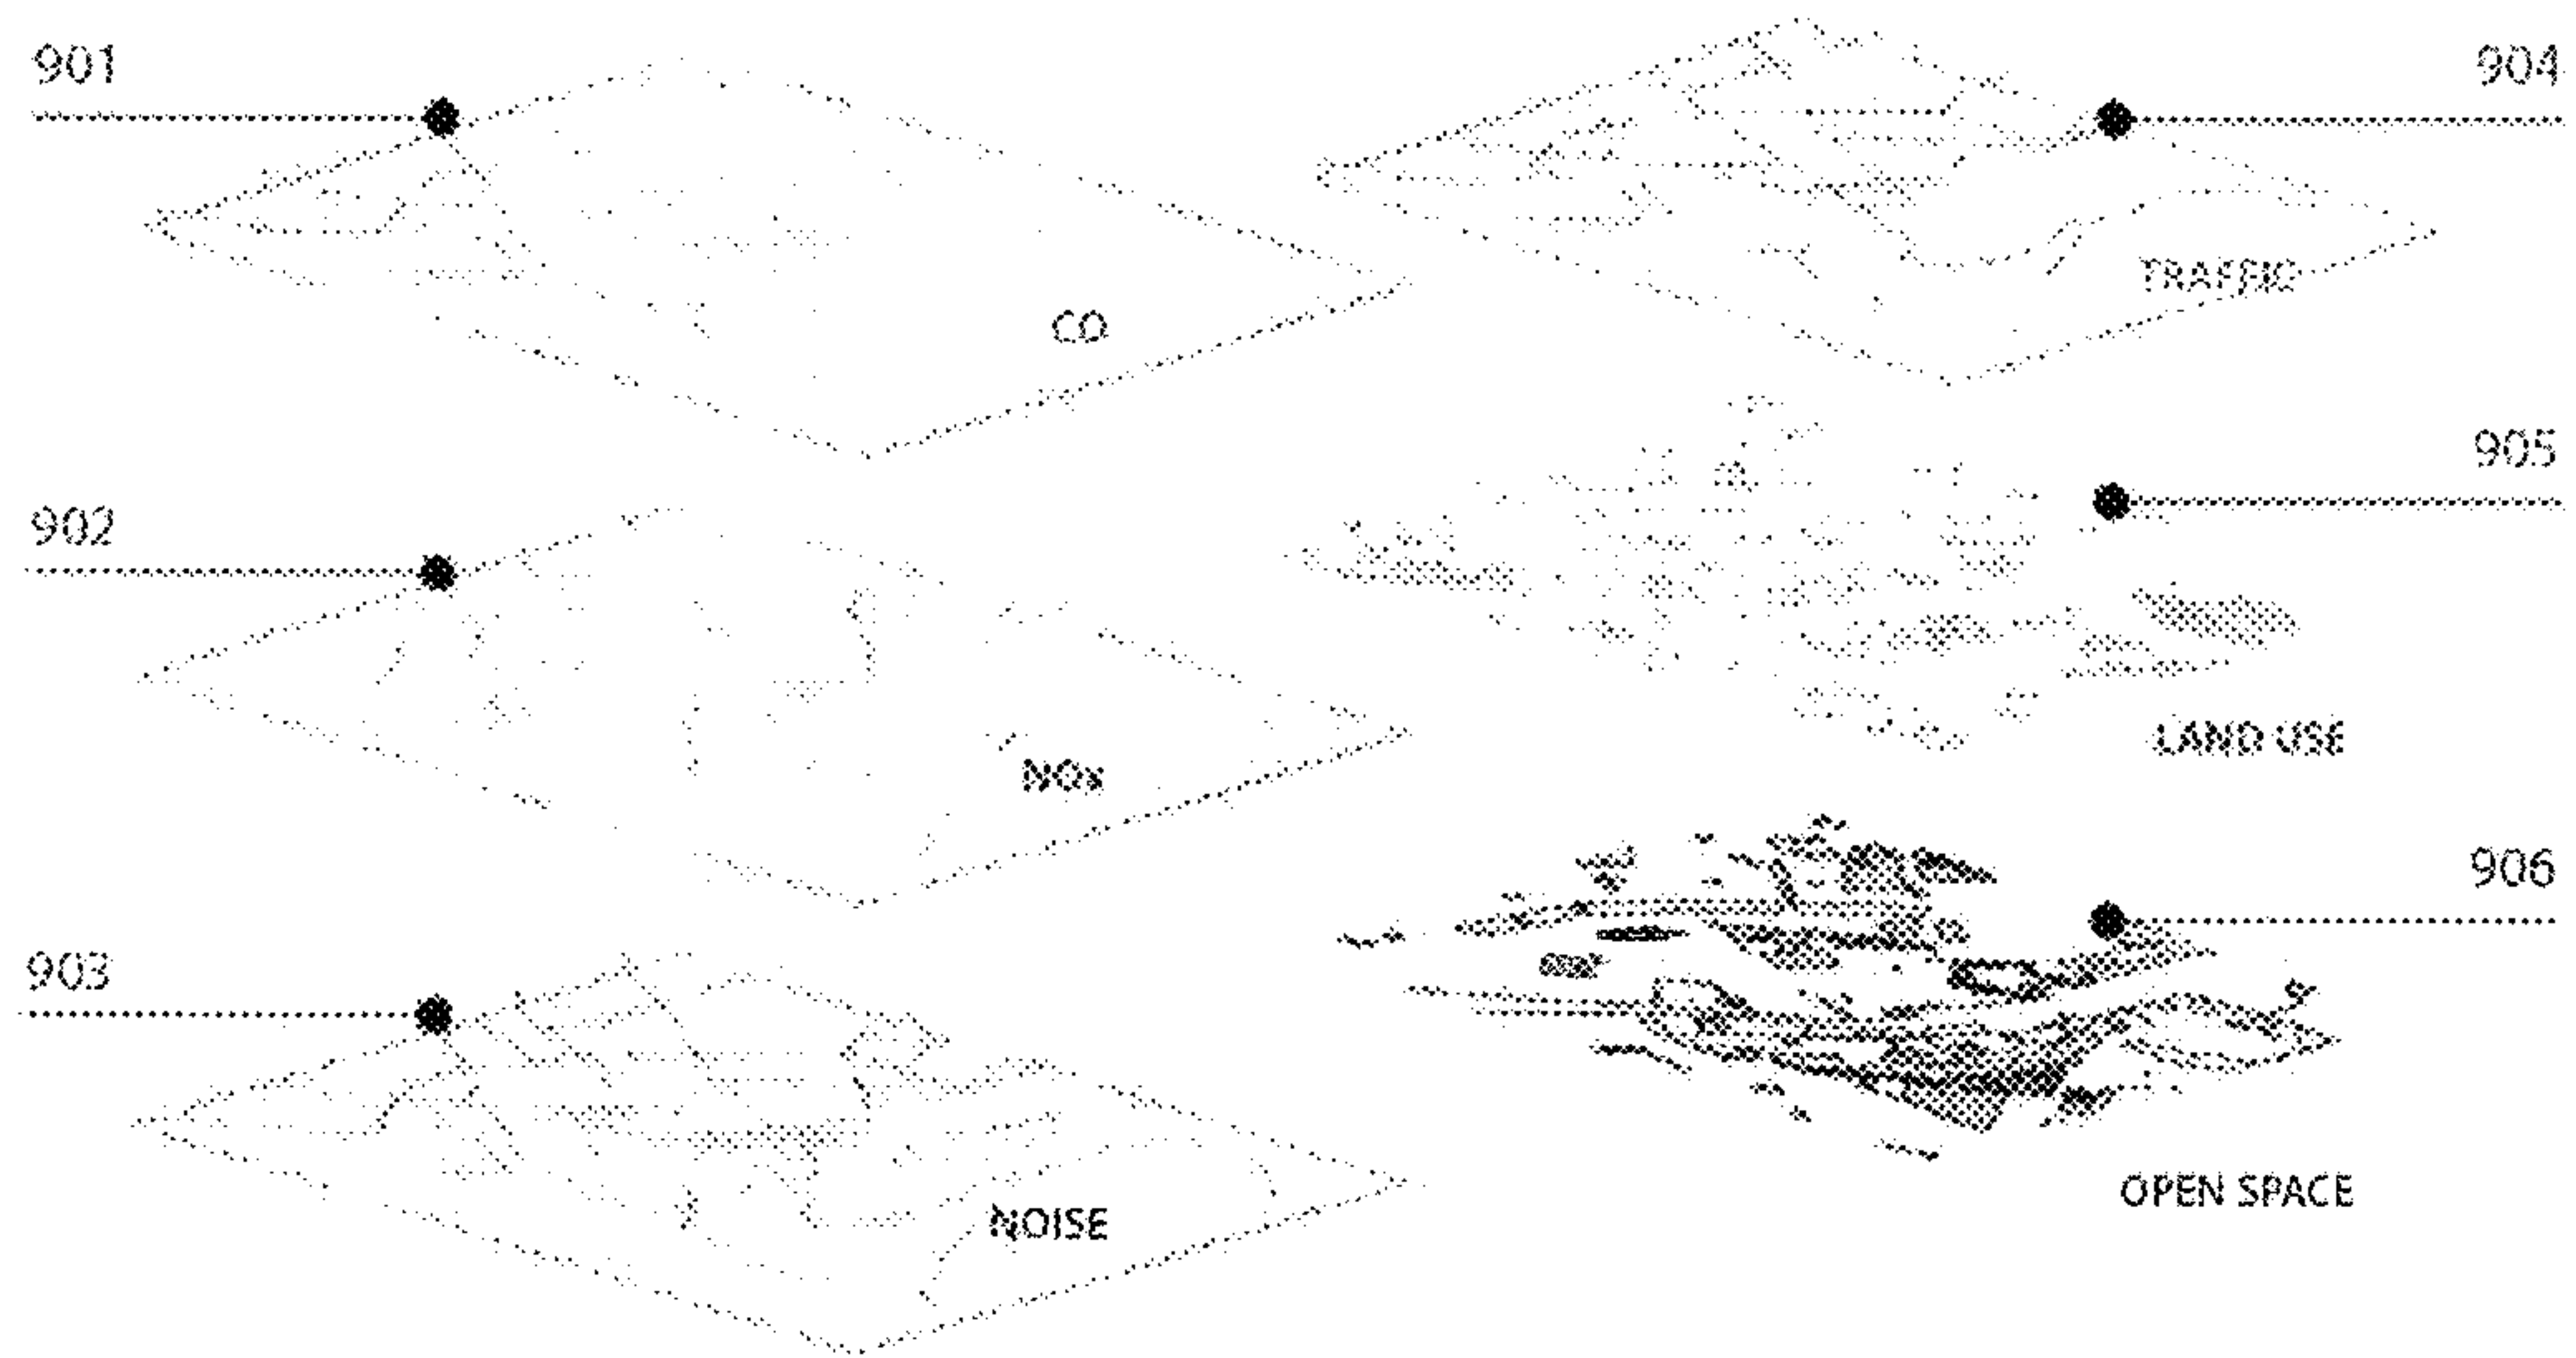 901
CO
902
NOx
903
NOISE
904
TRAFFIC
905
LAND USE
906
OPEN SPACE